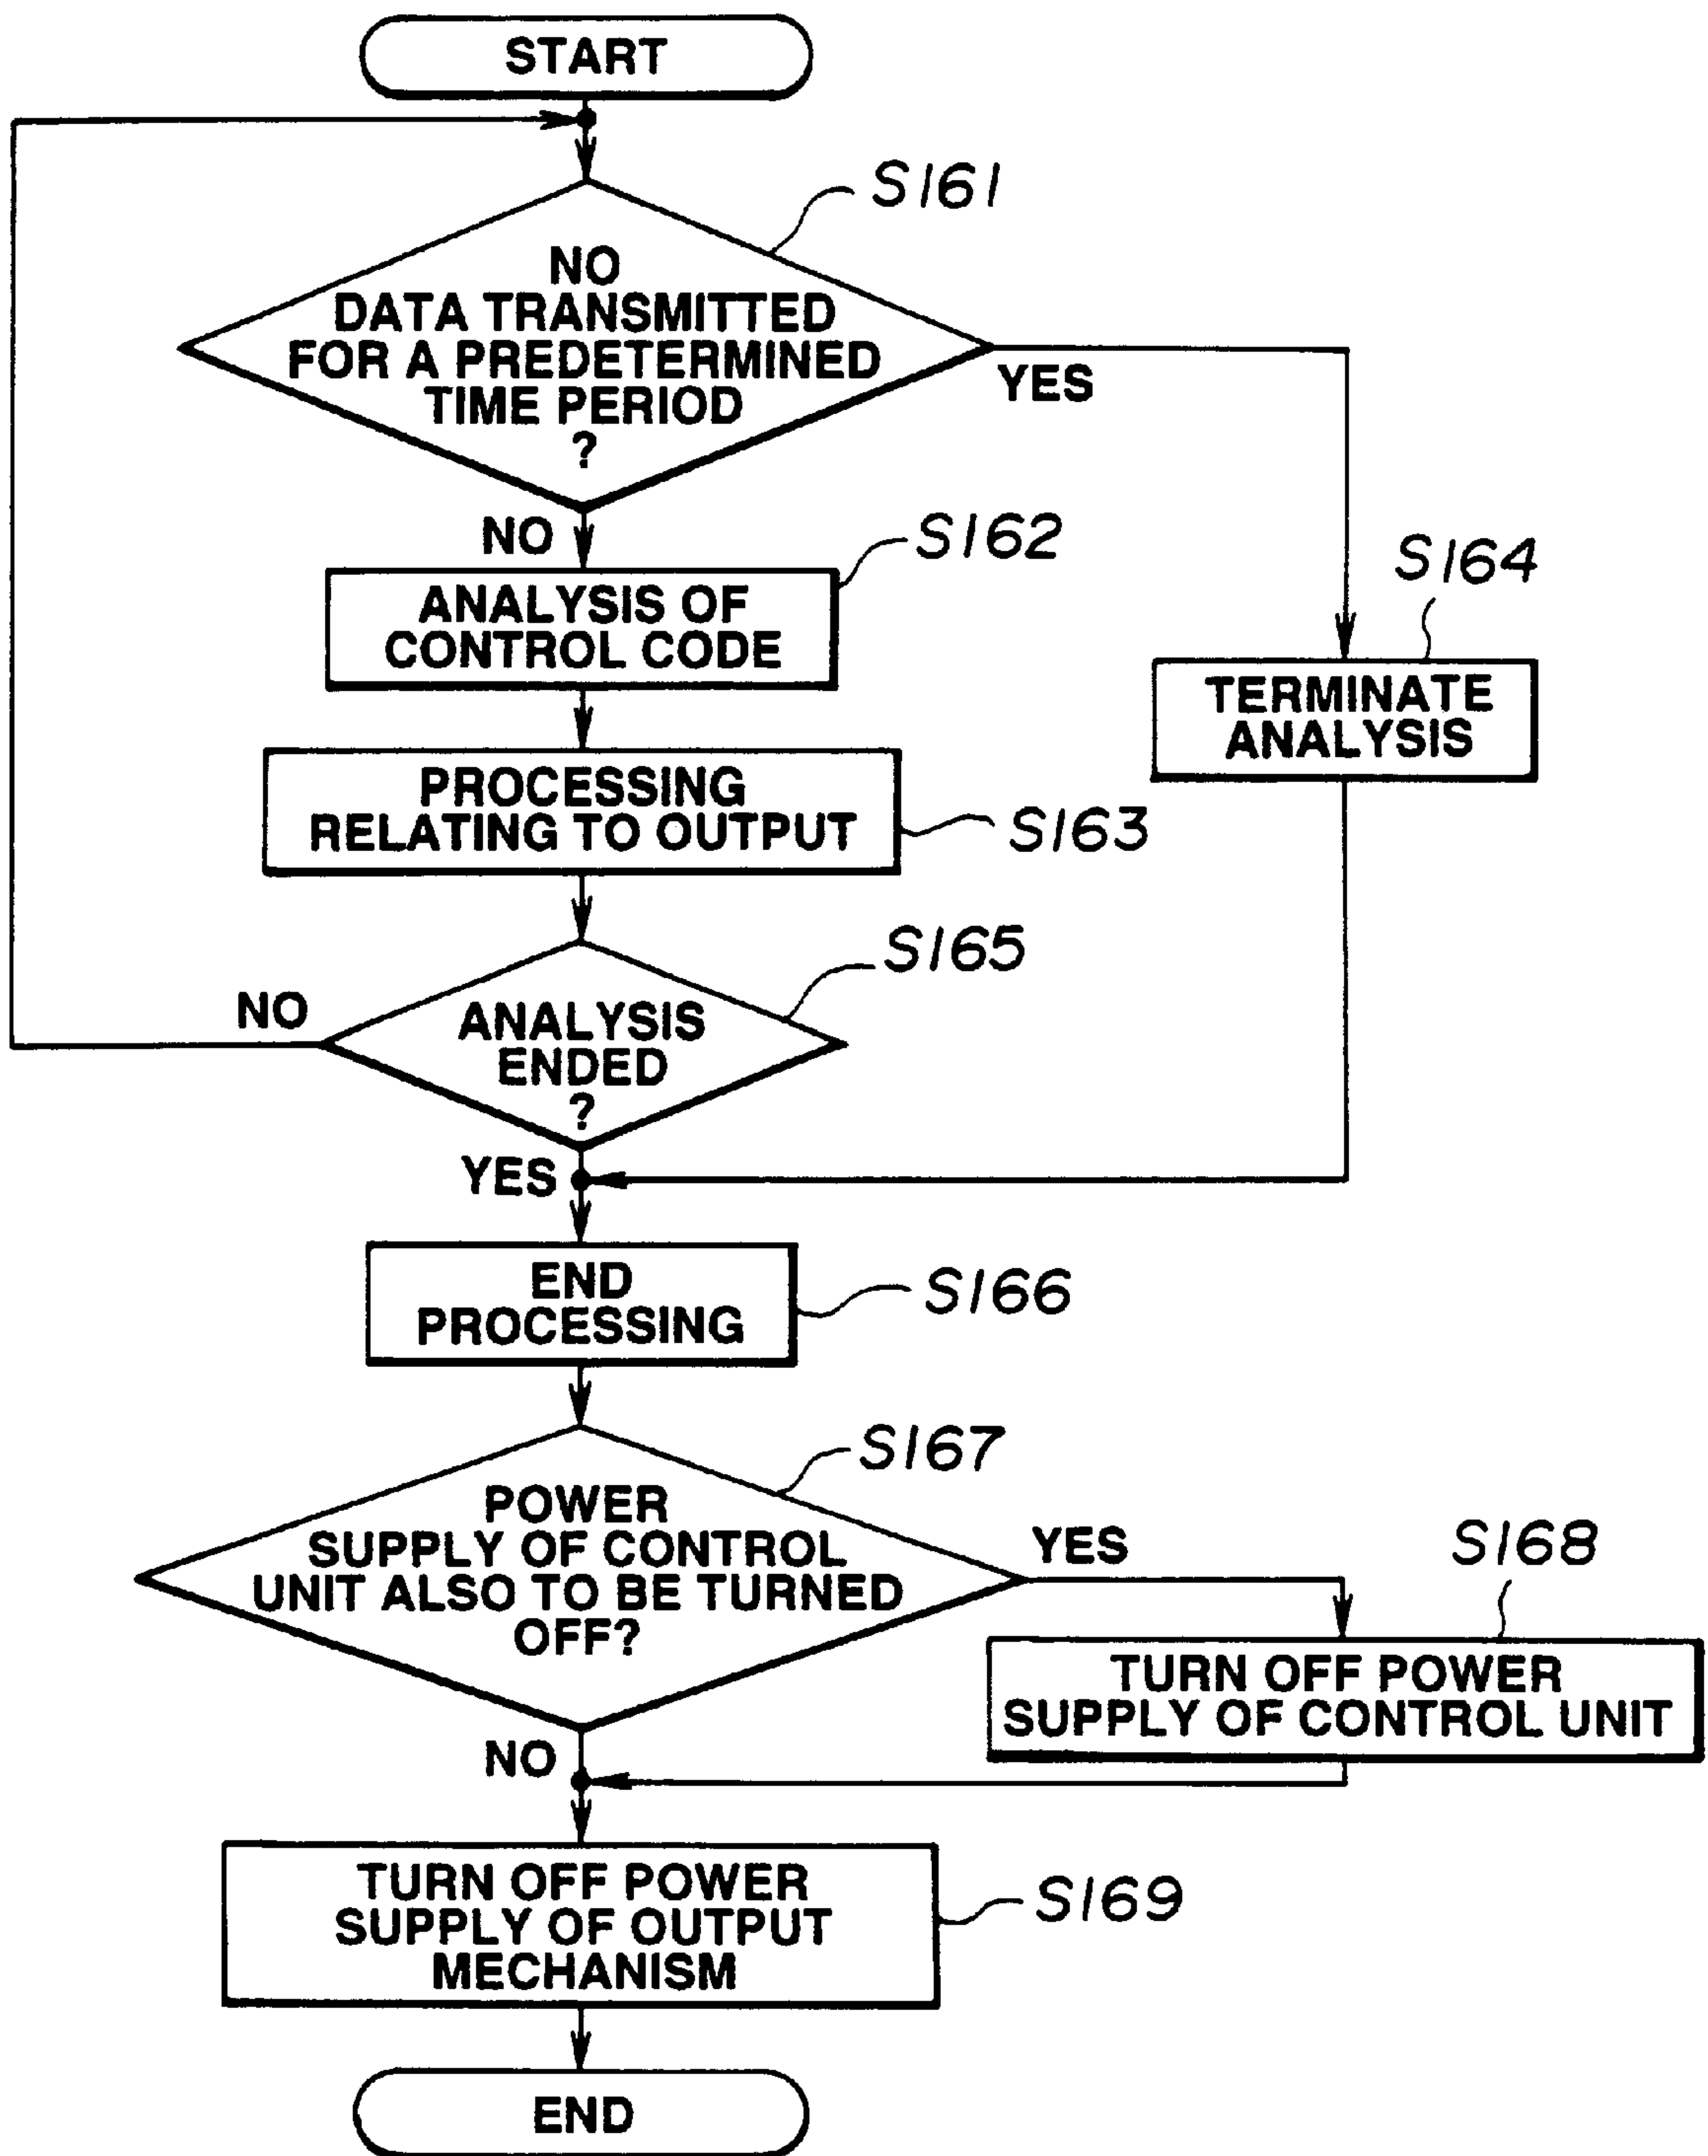 START
S161
NO
DATA TRANSMITTED
FOR A PREDETERMINED
TIME PERIOD
?
YES
NO
S162
ANALYSIS OF
CONTROL CODE
S164
TERMINATE
ANALYSIS
PROCESSING
RELATING TO OUTPUT
S163
S165
NO
ANALYSIS
ENDED
?
YES
END
PROCESSING
S166
S167
POWER
SUPPLY OF CONTROL
UNIT ALSO TO BE TURNED
OFF?
YES
S168
TURN OFF POWER
SUPPLY OF CONTROL UNIT
NO
TURN OFF POWER
SUPPLY OF OUTPUT
MECHANISM
S169
END